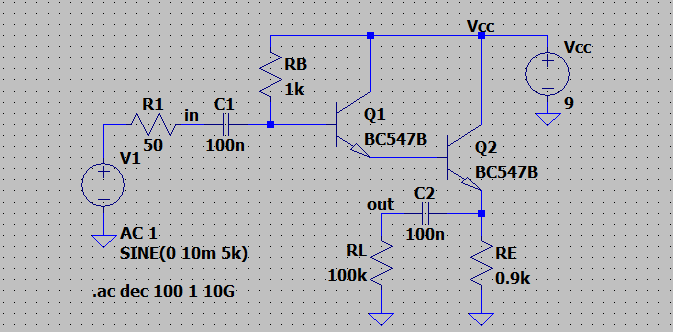 Vcc
RB
1k
Vcc
9
R1
50
in
C1
100n
Q1
BC547B
V1
Q2
BC547B
AC 1
SINE(0 10m 5k)
out
C2
100n
RL
100k
RE
0.9k
.ac dec 100 1 10G